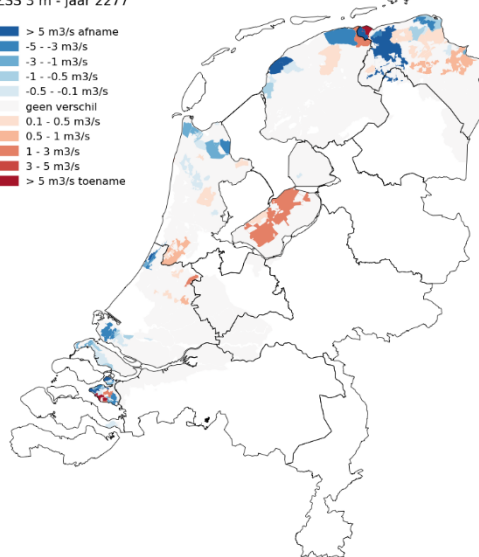 ZSS 3 m - jaar 2277
> 5 m3/s afname
-5 - -3 m3/s
-3 - -1 m3/s
-1 - -0.5 m3/s
-0.5 - -0.1 m3/s
geen verschil
0.1 - 0.5 m3/s
0.5 - 1 m3/s
1 - 3 m3/s
3 - 5 m3/s
> 5 m3/s toename